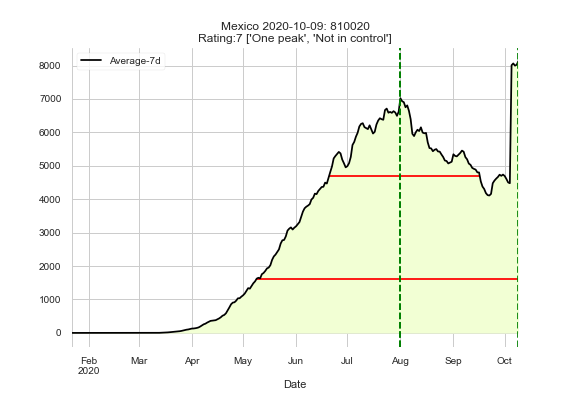 Mexico 2020-10-09: 810020
Rating:7 ['One peak', 'Not in control']
Average-7d
8000
7000
6000
5000
4000
3000
2000
1000
0
Feb Mar Apr May Jun Jul Aug Sep Oct
2020
Date